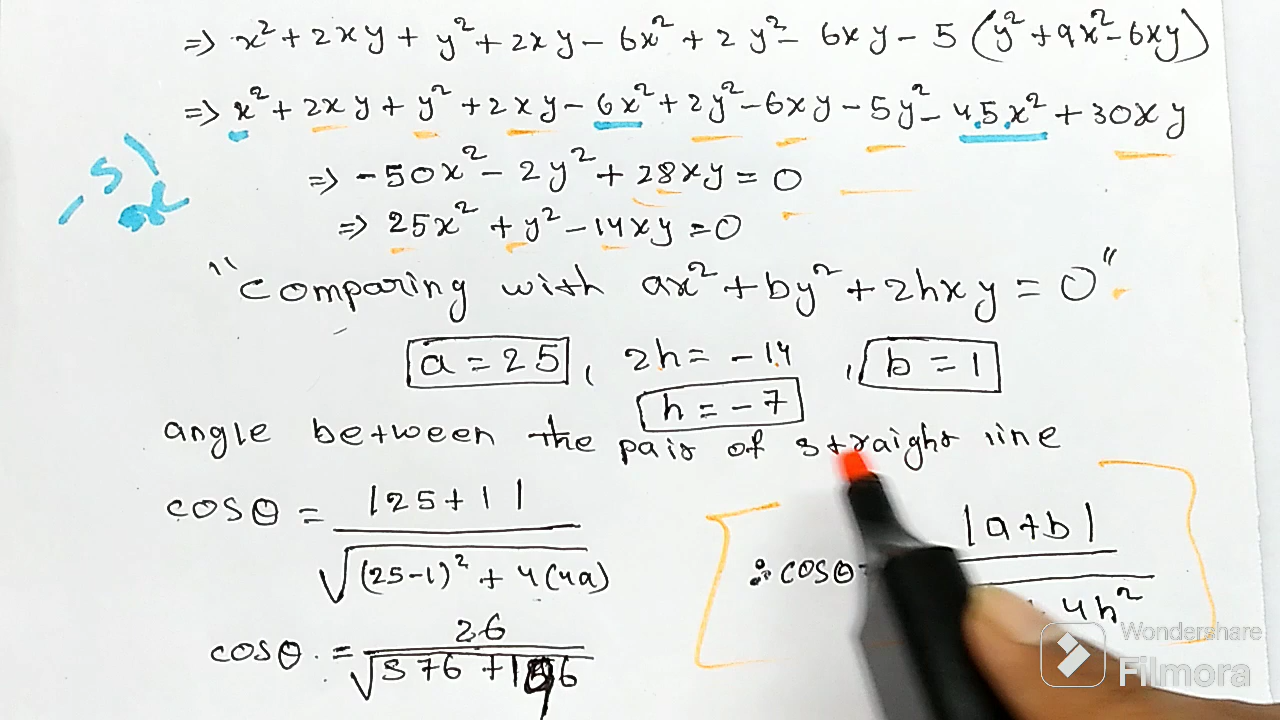 => x² + 2xy + y² + 2xy - 6x² + 2y² - 6xy - 5 (y² + 9x² - 6xy)
=> x² + 2xy + y² + 2xy - 6x² + 2y² - 6xy - 5y² - 45x² + 30xy
-5)
=> -50x² - 2y² + 28xy = 0
=> 25x² + y² - 14xy = 0
"Comparing with ax² + by² + 2hxy = 0"
a = 25, 2h = -14, b = 1
h = -7
angle between the pair of straight line
cosθ = |25+1| / √(25-1)² + 4(49)
∴ cosθ |a+b| 4h²
cosθ = 26 / √576 + 196
Wondershare
Filmora